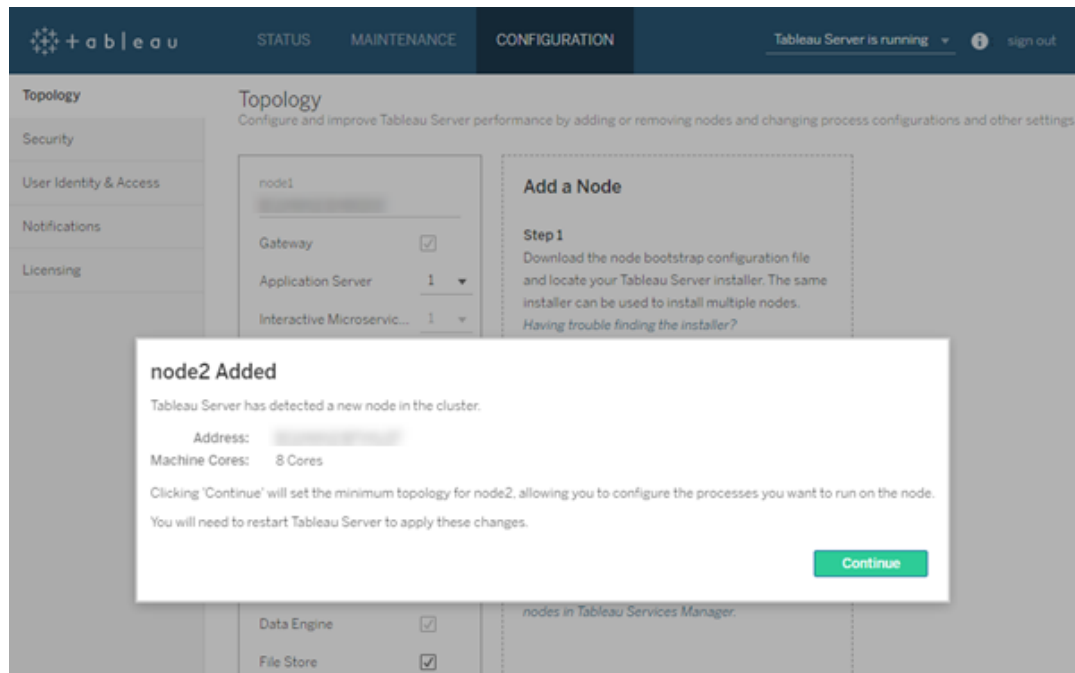 + a b l e a u
STATUS MAINTENANCE CONFIGURATION Tableau Server is running sign out
Topology
Security
User Identity & Access
Notifications
Licensing
Topology
Configure and improve Tableau Server performance by adding or removing nodes and changing process configurations and other settings
node1
Gateway
Application Server 1
Interactive Microservic... 1
Add a Node
Step 1
Download the node bootstrap configuration file
and locate your Tableau Server installer. The same
installer can be used to install multiple nodes.
Having trouble finding the installer?
node2 Added
Tableau Server has detected a new node in the cluster.
Address:
Machine Cores: 8 Cores
Clicking 'Continue' will set the minimum topology for node2, allowing you to configure the processes you want to run on the node.
You will need to restart Tableau Server to apply these changes.
Continue
nodes in Tableau Services Manager.
Data Engine
File Store